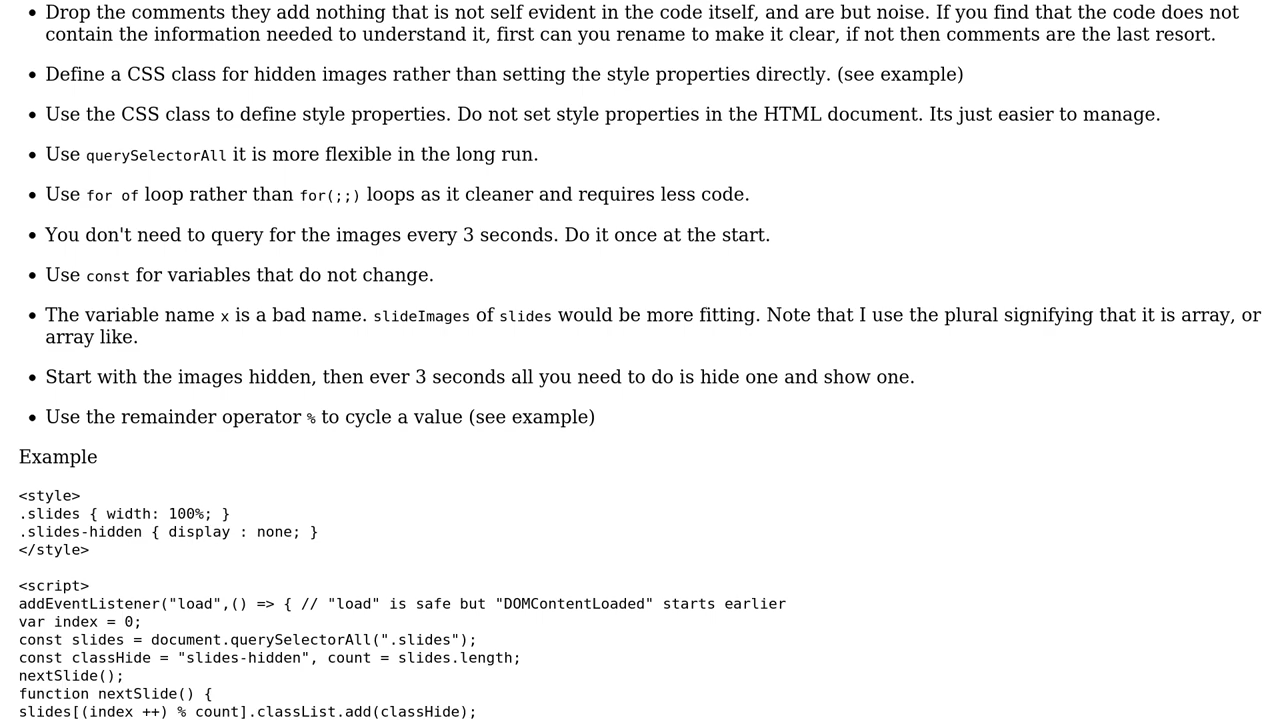 • Drop the comments they add nothing that is not self evident in the code itself, and are but noise. If you find that the code does not
contain the information needed to understand it, first can you rename to make it clear, if not then comments are the last resort.
• Define a CSS class for hidden images rather than setting the style properties directly. (see example)
• Use the CSS class to define style properties. Do not set style properties in the HTML document. Its just easier to manage.
• Use querySelectorAll it is more flexible in the long run.
• Use for of loop rather than for(;;) loops as it cleaner and requires less code.
• You don't need to query for the images every 3 seconds. Do it once at the start.
• Use const for variables that do not change.
• The variable name x is a bad name. slideImages of slides would be more fitting. Note that I use the plural signifying that it is array, or
array like.
• Start with the images hidden, then ever 3 seconds all you need to do is hide one and show one.
• Use the remainder operator % to cycle a value (see example)
Example
<style>
.slides { width: 100%; }
.slides-hidden { display : none; }
</style>
<script>
addEventListener("load",() => { // "load" is safe but "DOMContentLoaded" starts earlier
var index = 0;
const slides = document.querySelectorAll(".slides");
const classHide = "slides-hidden", count = slides.length;
nextSlide();
function nextSlide() {
slides[(index ++) % count].classList.add(classHide);